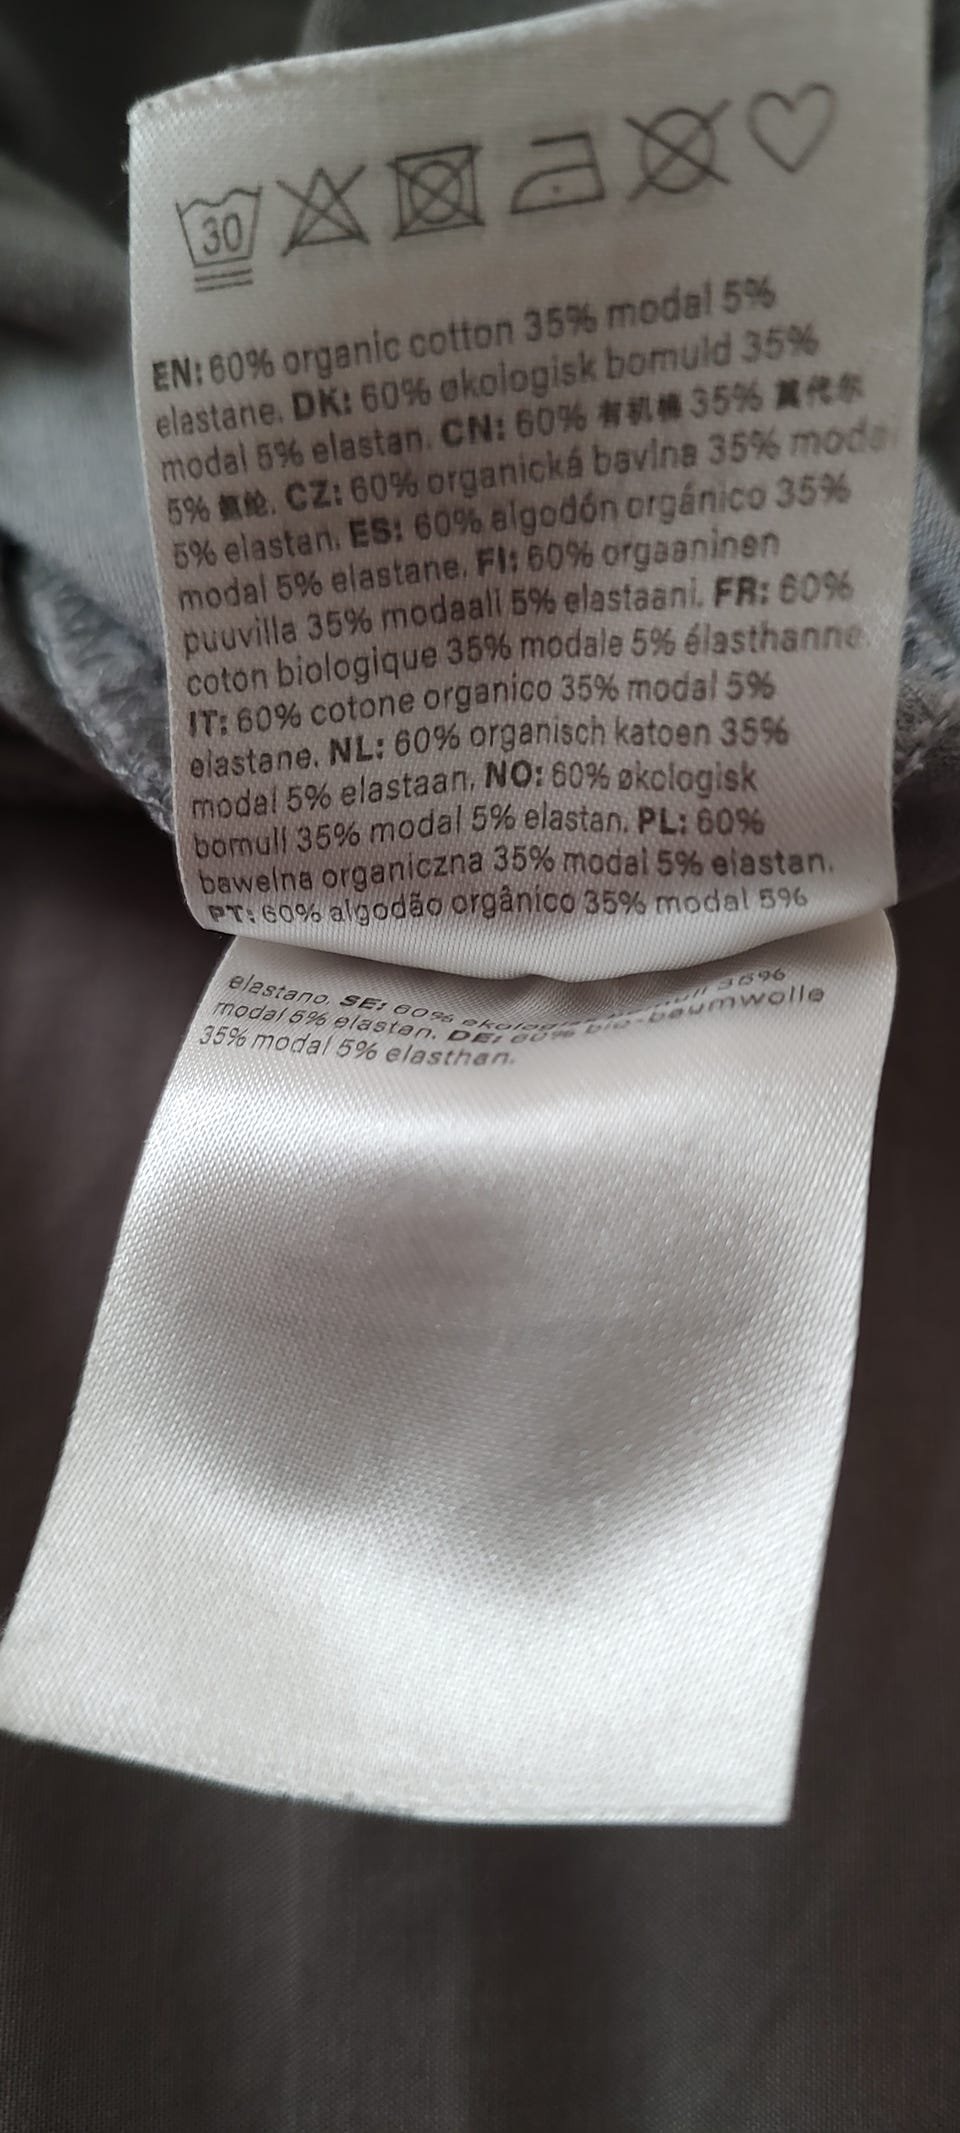 30
EN: 60% organic cotton 35% modal 5%
elastane. DK: 60% økologisk bomuld 35%
modal 5% elastan. CN: 60% 有机棉 35% 莫代尔
5% 氨纶. CZ: 60% organická bavlna 35% modal
5% elastan. ES: 60% algodón orgánico 35%
modal 5% elastane. FI: 60% orgaaninen
puuvilla 35% modaali 5% elastaani. FR: 60%
coton biologique 35% modale 5% élasthanne.
IT: 60% cotone organico 35% modal 5%
elastane. NL: 60% organisch katoen 35%
modal 5% elastaan. NO: 60% økologisk
bomull 35% modal 5% elastan. PL: 60%
bawelna organiczna 35% modal 5% elastan.
PT: 60% algodão orgânico 35% modal 5%
elastano. SE: 60% 35%
modal 5% elastan. DE: 60% bio-baumwolle
35% modal 5% elasthan.